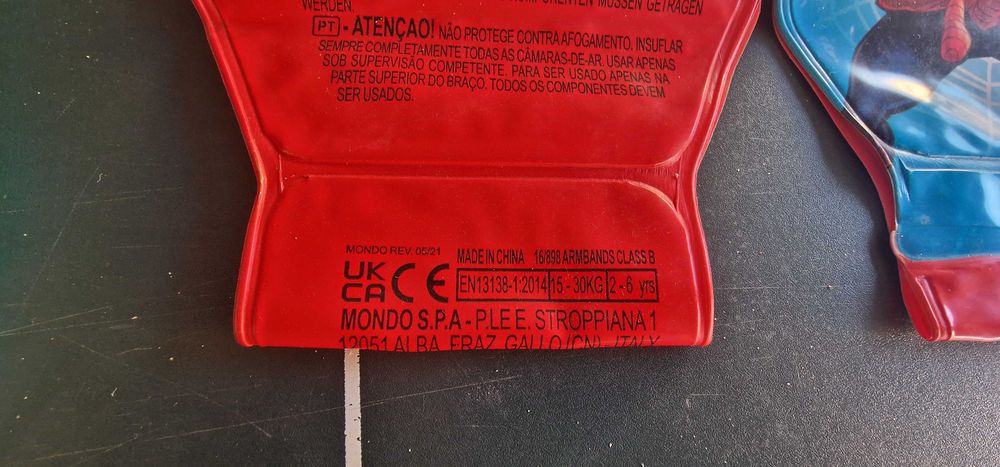 KOMPONENTEN MÜSSEN GETRAGEN
WERDEN.
PT - ATENÇAO! NÃO PROTEGE CONTRA AFOGAMENTO. INSUFLAR
SEMPRE COMPLETAMENTE TODAS AS CÂMARAS-DE-AR. USAR APENAS
SOB SUPERVISÃO COMPETENTE. PARA SER USADO APENAS NA
PARTE SUPERIOR DO BRAÇO. TODOS OS COMPONENTES DEVEM
SER USADOS.
MONDO REV. 05/21
MADE IN CHINA 16/898 ARMBANDS CLASS B
UK
CA CE
EN13138-1:2014 15 - 30KG 2 - 6 yrs
MONDO S.P.A - P.LE E. STROPPIANA 1
12051 ALBA FRAZ. GALLO (CN) - ITALY